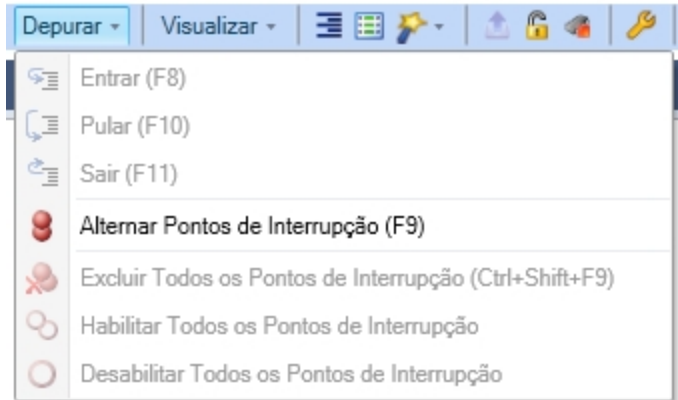 Depurar Visualizar
Entrar (F8)
Pular (F10)
Sair (F11)
Alternar Pontos de Interrupção (F9)
Excluir Todos os Pontos de Interrupção (Ctrl+Shift+F9)
Habilitar Todos os Pontos de Interrupção
Desabilitar Todos os Pontos de Interrupção